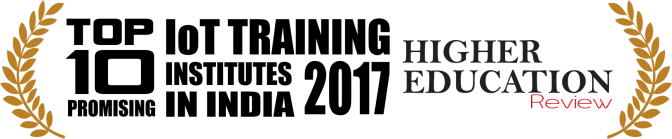 TOP
10
PROMISING
IoT TRAINING
INSTITUTES
IN INDIA
2017
HIGHER
EDUCATION
Review